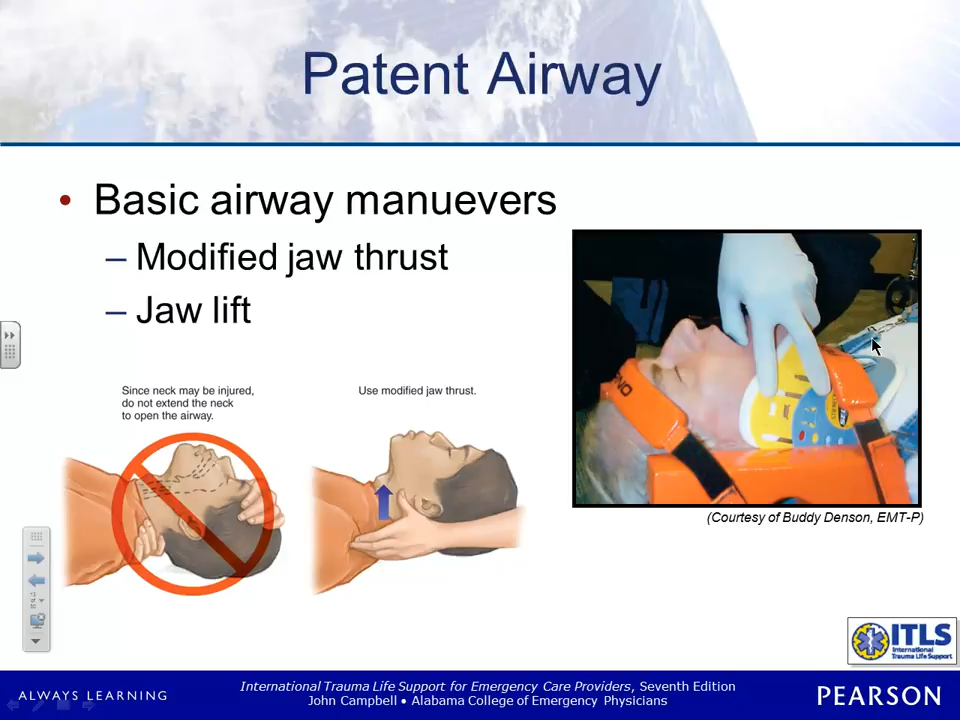 Patent Airway
• Basic airway manuevers
– Modified jaw thrust
– Jaw lift
Since neck may be injured,
do not extend the neck
to open the airway.
Use modified jaw thrust.
(Courtesy of Buddy Denson, EMT-P)
ITLS
International
Trauma Life Support
ALWAYS LEARNING
International Trauma Life Support for Emergency Care Providers, Seventh Edition
John Campbell • Alabama College of Emergency Physicians
PEARSON